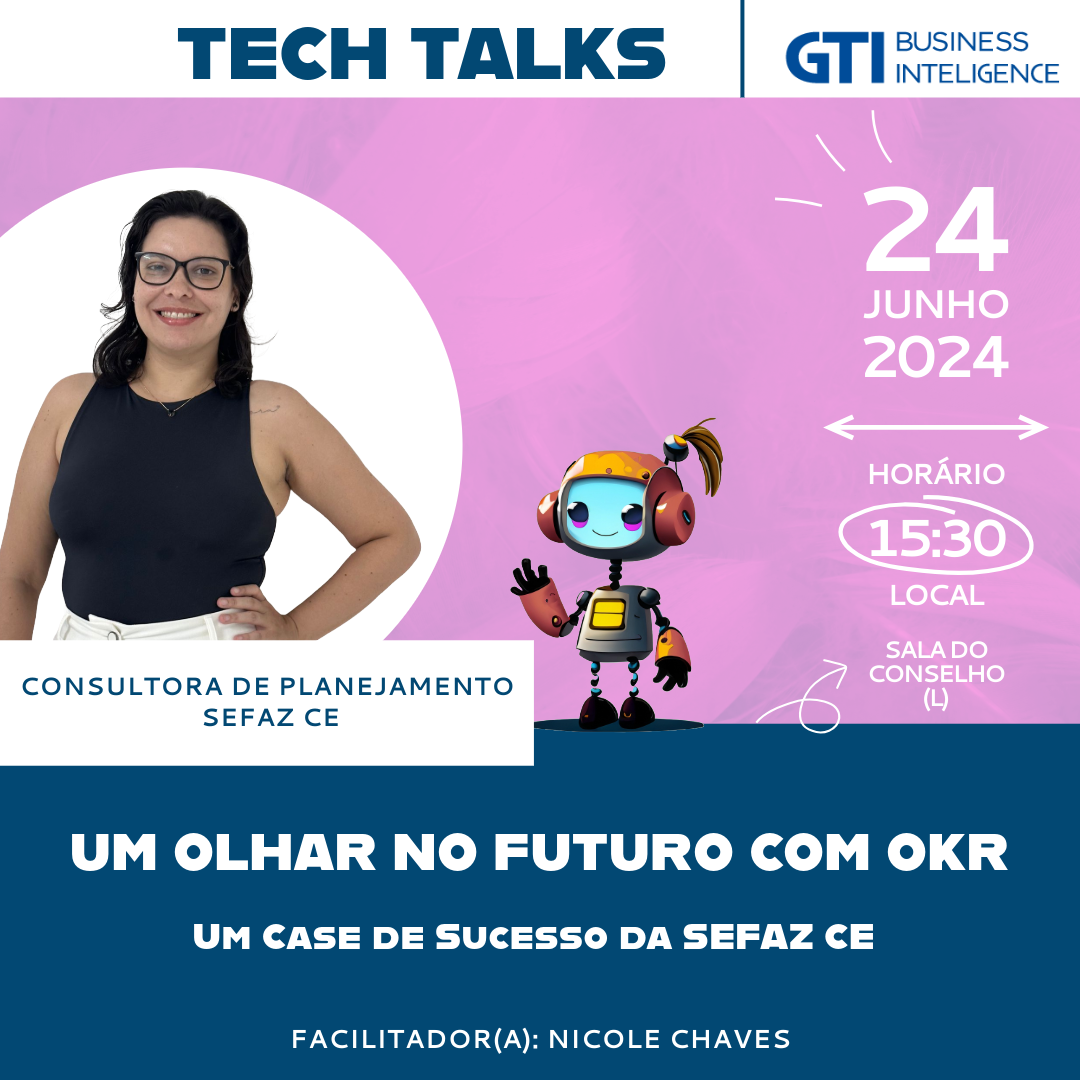 TECH TALKS
GTI BUSINESS
INTELIGENCE
24
JUNHO
2024
HORÁRIO
15:30
LOCAL
SALA DO
CONSELHO
(L)
CONSULTORA DE PLANEJAMENTO
SEFAZ CE
UM OLHAR NO FUTURO COM OKR
Um Case de Sucesso da SEFAZ CE
FACILITADOR(A): NICOLE CHAVES